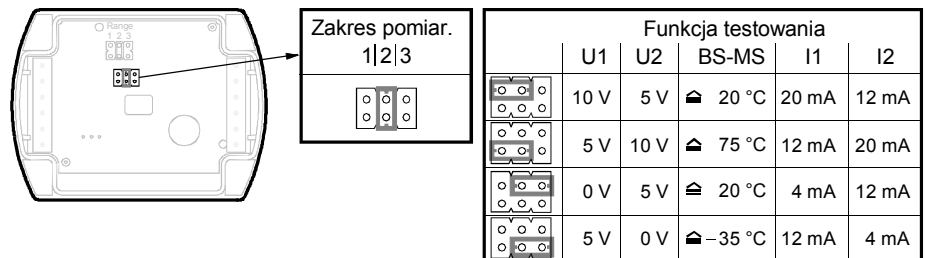 Range
1 2 3
Zakres pomiar.
1|2|3
Funkcja testowania
U1 U2 BS-MS I1 I2
10 V 5 V ≙ 20 °C 20 mA 12 mA
5 V 10 V ≙ 75 °C 12 mA 20 mA
0 V 5 V ≙ 20 °C 4 mA 12 mA
5 V 0 V ≙ –35 °C 12 mA 4 mA